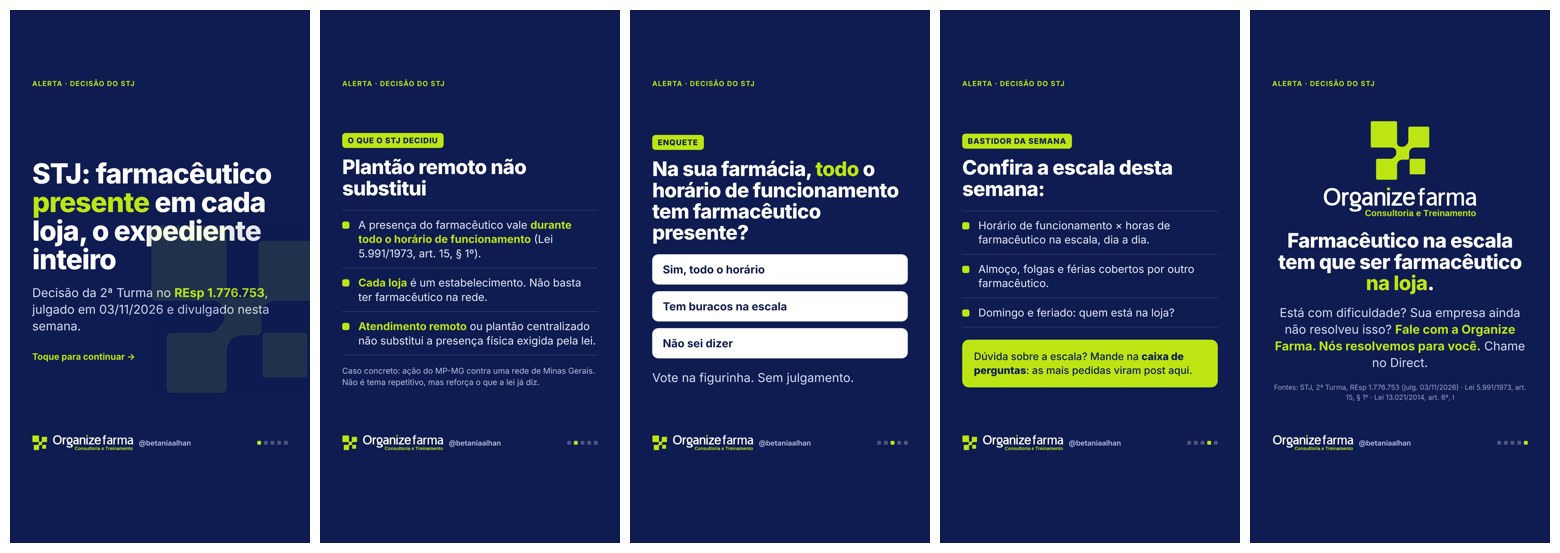 ALERTA · DECISÃO DO STJ
STJ: farmacêutico
presente em cada
loja, o expediente
inteiro
Decisão da 2ª Turma no REsp 1.776.753,
julgado em 03/11/2026 e divulgado nesta
semana.
Toque para continuar →
Organizefarma
Consultoria e Treinamento
@betaniaalhan
ALERTA · DECISÃO DO STJ
O QUE O STJ DECIDIU
Plantão remoto não
substitui
A presença do farmacêutico vale durante
todo o horário de funcionamento (Lei
5.991/1973, art. 15, § 1º).
Cada loja é um estabelecimento. Não basta
ter farmacêutico na rede.
Atendimento remoto ou plantão centralizado
não substitui a presença física exigida pela lei.
Caso concreto: ação do MP-MG contra uma rede de Minas Gerais.
Não é tema repetitivo, mas reforça o que a lei já diz.
Organizefarma
Consultoria e Treinamento
@betaniaalhan
ALERTA · DECISÃO DO STJ
ENQUETE
Na sua farmácia, todo o
horário de funcionamento
tem farmacêutico
presente?
Sim, todo o horário
Tem buracos na escala
Não sei dizer
Vote na figurinha. Sem julgamento.
Organizefarma
Consultoria e Treinamento
@betaniaalhan
ALERTA · DECISÃO DO STJ
BASTIDOR DA SEMANA
Confira a escala desta
semana:
Horário de funcionamento × horas de
farmacêutico na escala, dia a dia.
Almoço, folgas e férias cobertos por outro
farmacêutico.
Domingo e feriado: quem está na loja?
Dúvida sobre a escala? Mande na caixa de
perguntas: as mais pedidas viram post aqui.
Organizefarma
Consultoria e Treinamento
@betaniaalhan
ALERTA · DECISÃO DO STJ
Organizefarma
Consultoria e Treinamento
Farmacêutico na escala
tem que ser farmacêutico
na loja.
Está com dificuldade? Sua empresa ainda
não resolveu isso? Fale com a Organize
Farma. Nós resolvemos para você. Chame
no Direct.
Fontes: STJ, 2ª Turma, REsp 1.776.753 (julg. 03/11/2026) · Lei 5.991/1973, art.
15, § 1º · Lei 13.021/2014, art. 6º, I
Organizefarma
Consultoria e Treinamento
@betaniaalhan